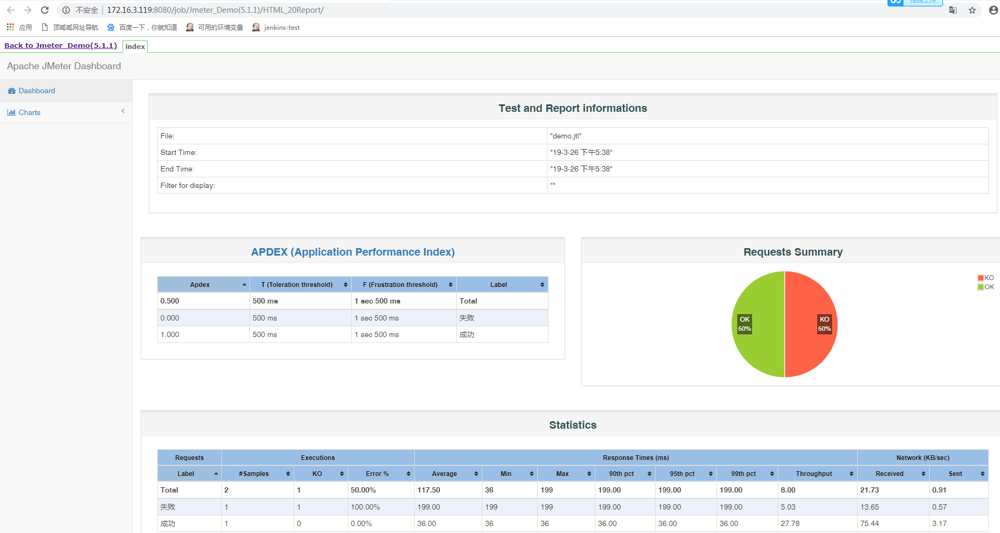 拖拽上传
不安全 172.16.3.119:8080/job/Jmeter_Demo(5.1.1)/HTML_20Report/
应用 顶呱呱网址导航 百度一下，你就知道 可用的环境变量 jenkins-test
Back to Jmeter_Demo(5.1.1) index
Apache JMeter Dashboard
Dashboard
Charts
Test and Report informations
File: "demo.jtl"
Start Time: "19-3-26 下午5:38"
End Time: "19-3-26 下午5:38"
Filter for display: ""
APDEX (Application Performance Index)
Apdex T (Toleration threshold) F (Frustration threshold) Label
0.500 500 ms 1 sec 500 ms Total
0.000 500 ms 1 sec 500 ms 失败
1.000 500 ms 1 sec 500 ms 成功
Requests Summary
KO
OK
OK
50%
KO
50%
Statistics
Requests Executions Response Times (ms) Network (KB/sec)
Label #Samples KO Error % Average Min Max 90th pct 95th pct 99th pct Throughput Received Sent
Total 2 1 50.00% 117.50 36 199 199.00 199.00 199.00 8.00 21.73 0.91
失败 1 1 100.00% 199.00 199 199 199.00 199.00 199.00 5.03 13.65 0.57
成功 1 0 0.00% 36.00 36 36 36.00 36.00 36.00 27.78 75.44 3.17